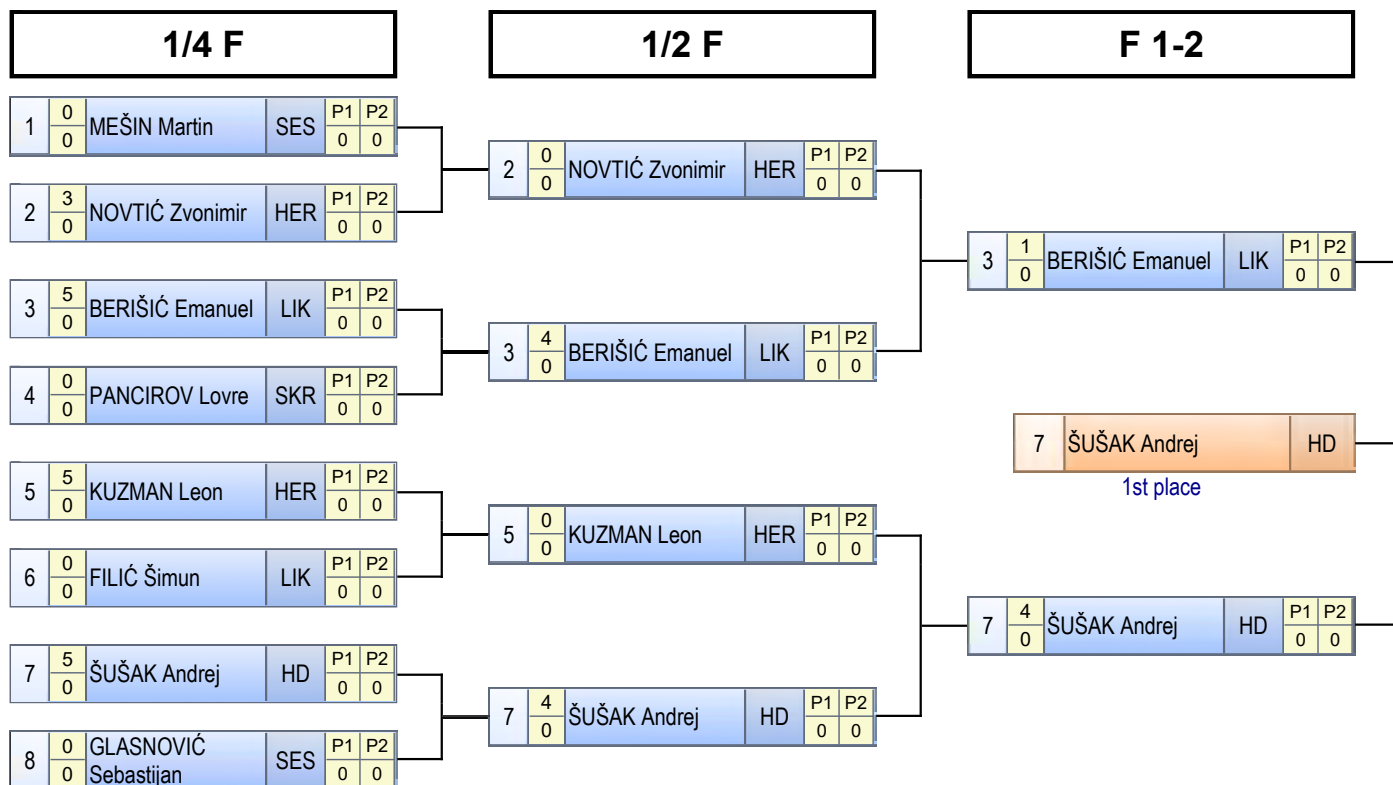 1/4 F
1/2 F
F 1-2
1 0 0 MEŠIN Martin SES P1 P2 0 0
2 3 0 NOVTIĆ Zvonimir HER P1 P2 0 0
3 5 0 BERIŠIĆ Emanuel LIK P1 P2 0 0
4 0 0 PANCIROV Lovre SKR P1 P2 0 0
5 5 0 KUZMAN Leon HER P1 P2 0 0
6 0 0 FILIĆ Šimun LIK P1 P2 0 0
7 5 0 ŠUŠAK Andrej HD P1 P2 0 0
8 0 0 GLASNOVIĆ
Sebastijan SES P1 P2 0 0
2 0 0 NOVTIĆ Zvonimir HER P1 P2 0 0
3 4 0 BERIŠIĆ Emanuel LIK P1 P2 0 0
5 0 0 KUZMAN Leon HER P1 P2 0 0
7 4 0 ŠUŠAK Andrej HD P1 P2 0 0
3 1 0 BERIŠIĆ Emanuel LIK P1 P2 0 0
7 ŠUŠAK Andrej HD
1st place
7 4 0 ŠUŠAK Andrej HD P1 P2 0 0